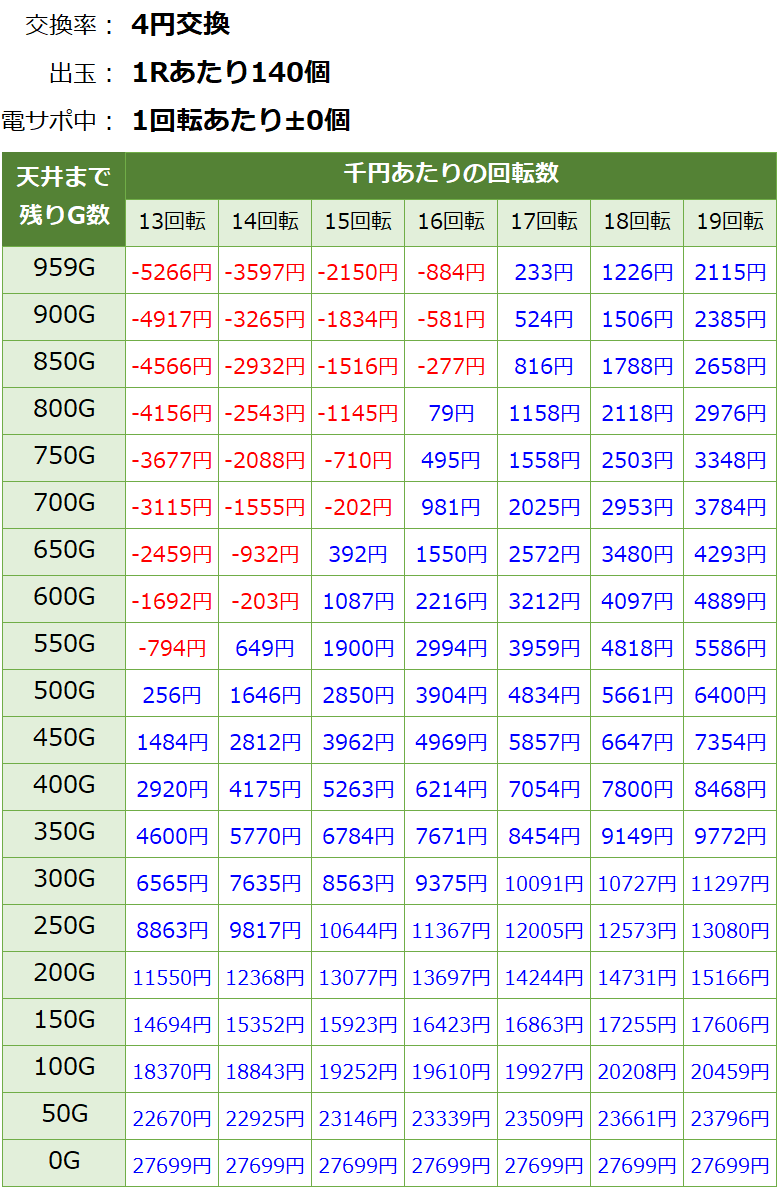 交換率： 4円交換
出玉： 1Rあたり140個
電サポ中： 1回転あたり±0個
天井まで残りG数 千円あたりの回転数
13回転 14回転 15回転 16回転 17回転 18回転 19回転
959G -5266円 -3597円 -2150円 -884円 233円 1226円 2115円
900G -4917円 -3265円 -1834円 -581円 524円 1506円 2385円
850G -4566円 -2932円 -1516円 -277円 816円 1788円 2658円
800G -4156円 -2543円 -1145円 79円 1158円 2118円 2976円
750G -3677円 -2088円 -710円 495円 1558円 2503円 3348円
700G -3115円 -1555円 -202円 981円 2025円 2953円 3784円
650G -2459円 -932円 392円 1550円 2572円 3480円 4293円
600G -1692円 -203円 1087円 2216円 3212円 4097円 4889円
550G -794円 649円 1900円 2994円 3959円 4818円 5586円
500G 256円 1646円 2850円 3904円 4834円 5661円 6400円
450G 1484円 2812円 3962円 4969円 5857円 6647円 7354円
400G 2920円 4175円 5263円 6214円 7054円 7800円 8468円
350G 4600円 5770円 6784円 7671円 8454円 9149円 9772円
300G 6565円 7635円 8563円 9375円 10091円 10727円 11297円
250G 8863円 9817円 10644円 11367円 12005円 12573円 13080円
200G 11550円 12368円 13077円 13697円 14244円 14731円 15166円
150G 14694円 15352円 15923円 16423円 16863円 17255円 17606円
100G 18370円 18843円 19252円 19610円 19927円 20208円 20459円
50G 22670円 22925円 23146円 23339円 23509円 23661円 23796円
0G 27699円 27699円 27699円 27699円 27699円 27699円 27699円